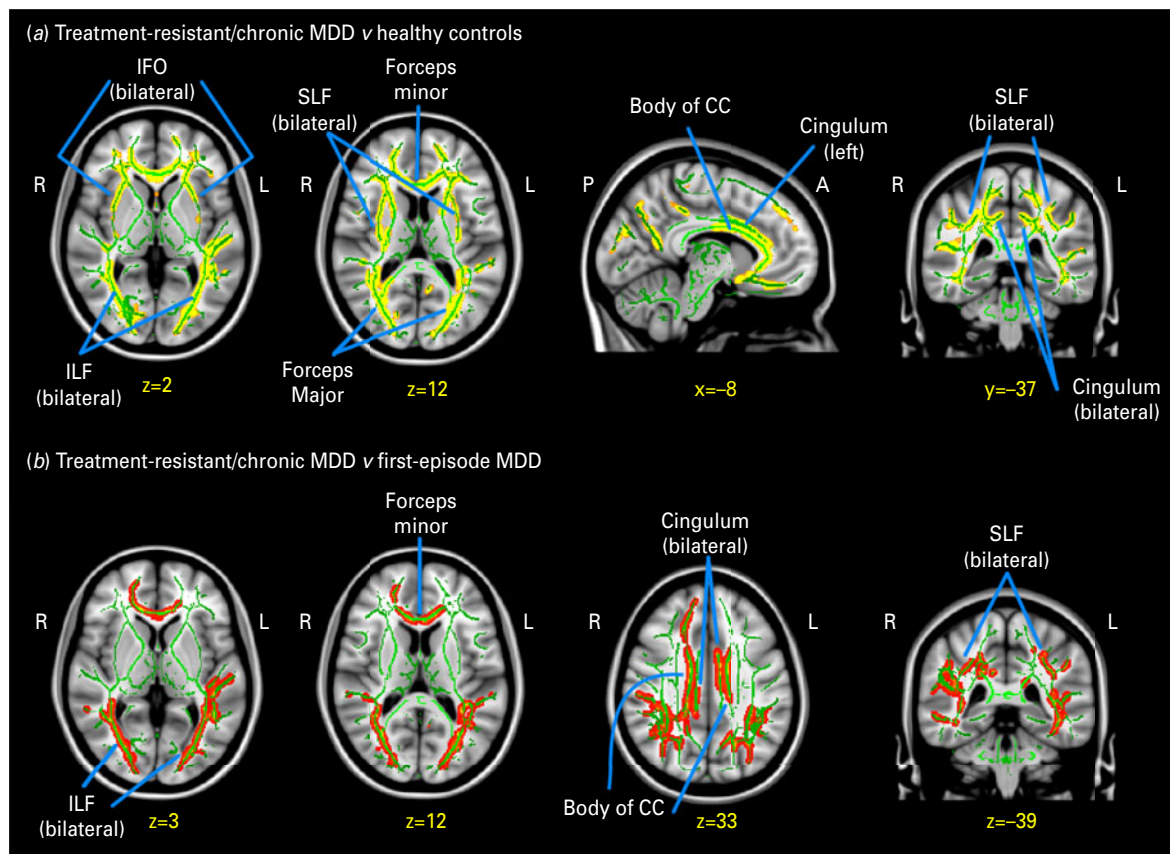 (a) Treatment-resistant/chronic MDD v healthy controls
IFO
(bilateral)
SLF
(bilateral)
Forceps
minor
Body of CC
Cingulum
(left)
SLF
(bilateral)
R
L
R
L
P
A
R
L
ILF
(bilateral)
z=2
Forceps
Major
z=12
x=–8
y=–37
Cingulum
(bilateral)
(b) Treatment-resistant/chronic MDD v first-episode MDD
Forceps
minor
Cingulum
(bilateral)
SLF
(bilateral)
R
L
R
L
R
L
R
L
ILF
(bilateral)
z=3
z=12
Body of CC
z=33
z=–39